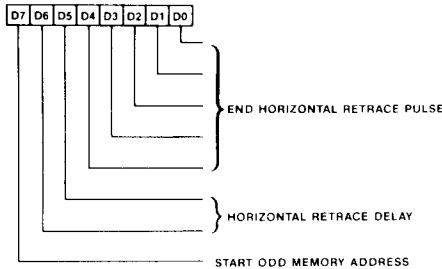 D7 D6 D5 D4 D3 D2 D1 D0
END HORIZONTAL RETRACE PULSE
HORIZONTAL RETRACE DELAY
START ODD MEMORY ADDRESS